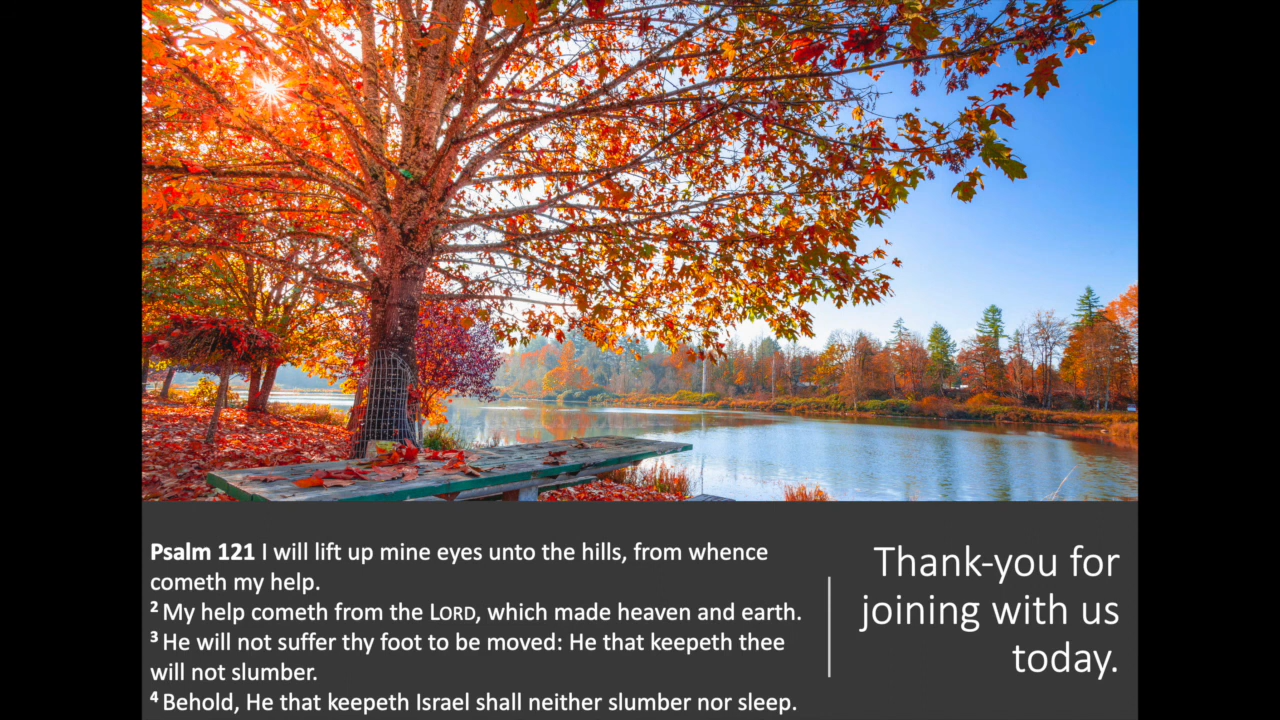 Psalm 121 I will lift up mine eyes unto the hills, from whence
cometh my help.
2 My help cometh from the LORD, which made heaven and earth.
3 He will not suffer thy foot to be moved: He that keepeth thee
will not slumber.
4 Behold, He that keepeth Israel shall neither slumber nor sleep.
Thank-you for
joining with us
today.